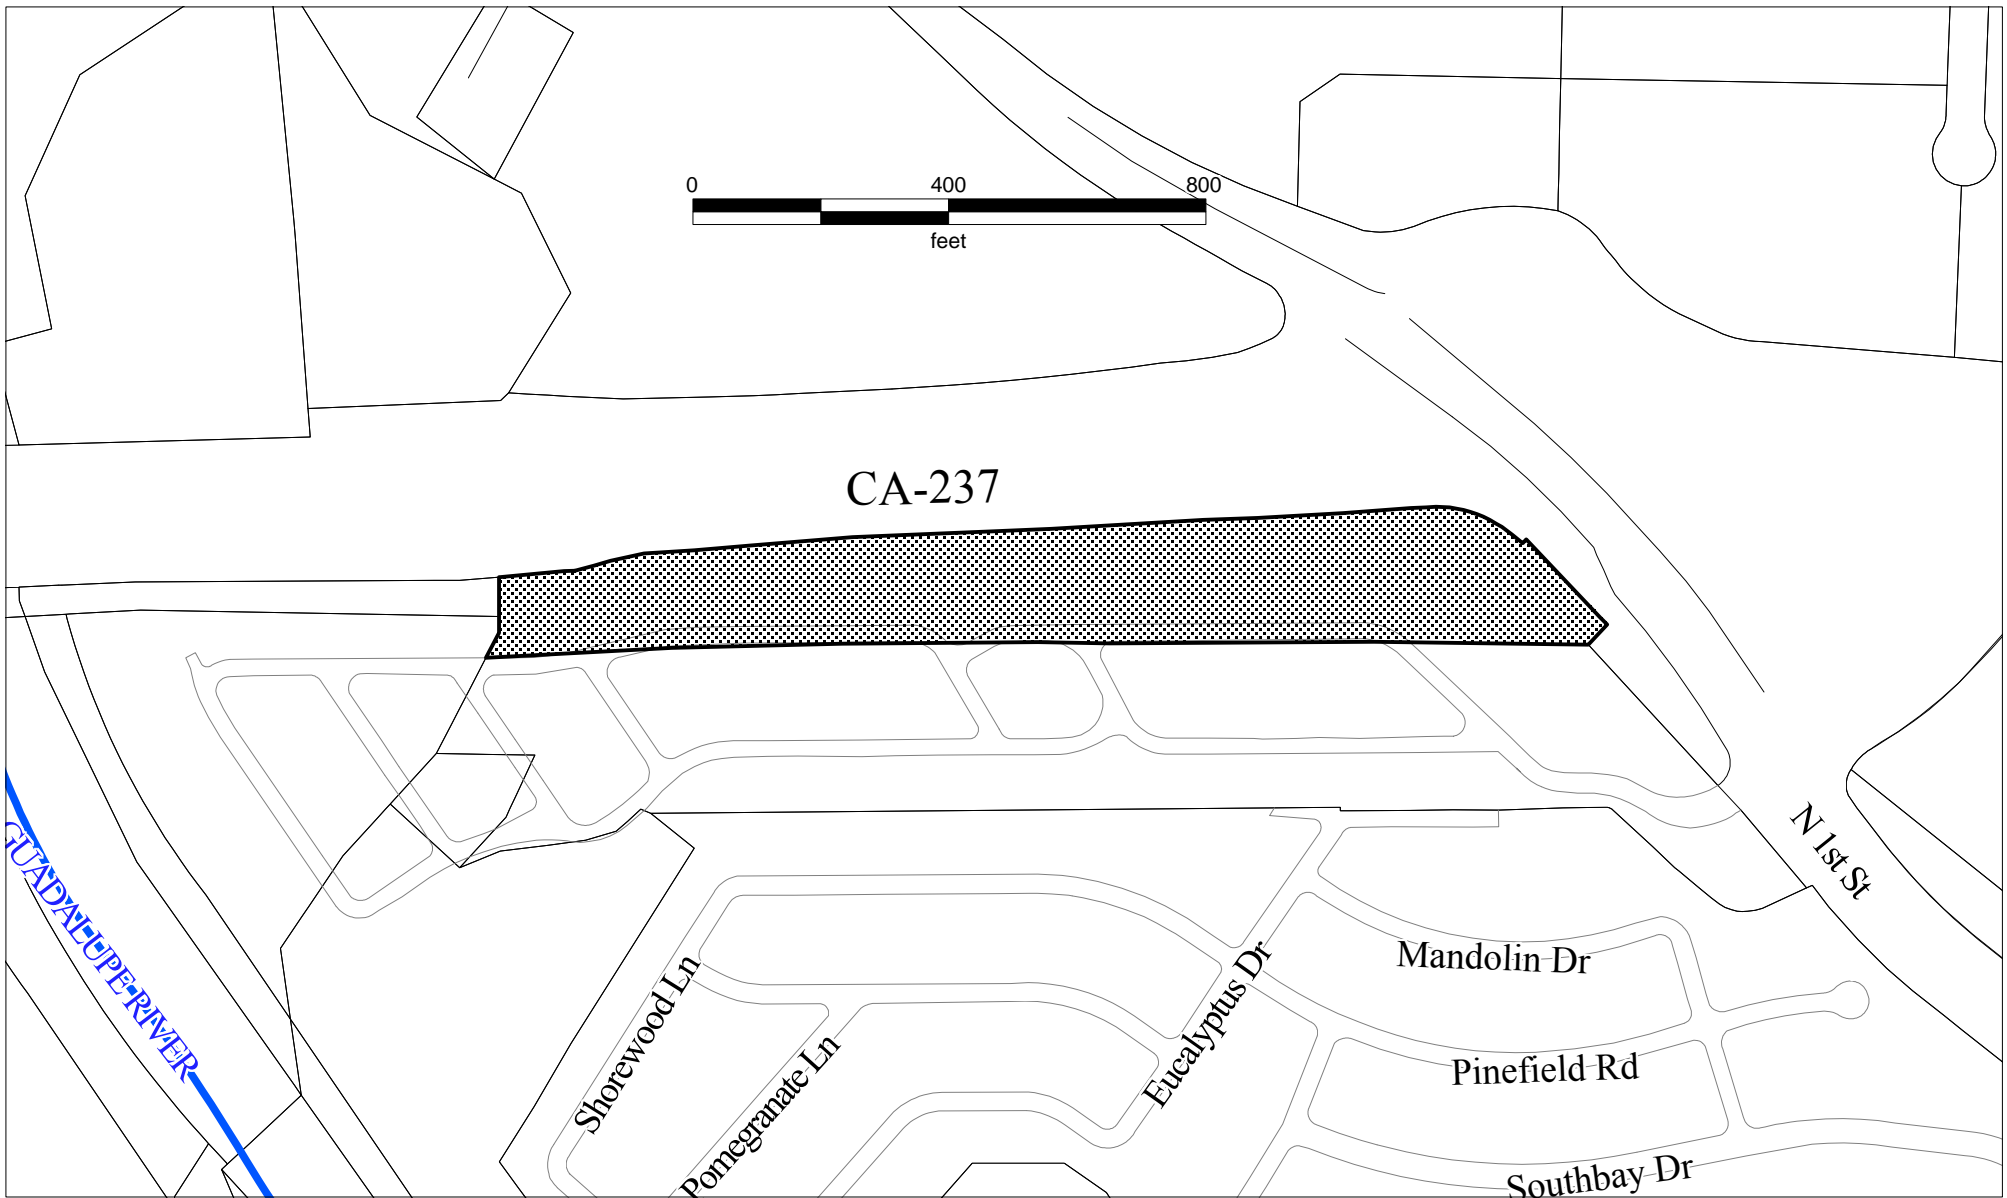 0 400 800
feet
CA-237
N 1st St
GUADALUPE RIVER
Mandolin Dr
Eucalyptus Dr
Shorewood Ln
Pomegranate Ln
Pinefield Rd
Southbay Dr